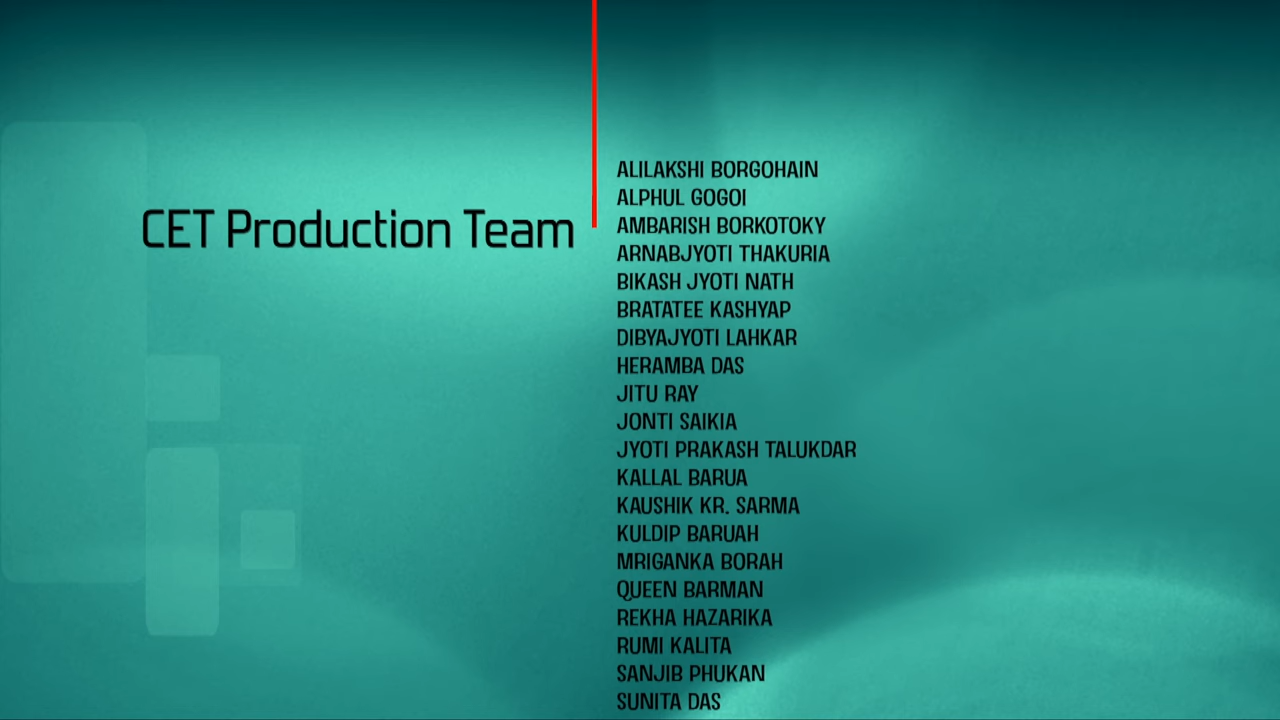 CET Production Team
ALILAKSHI BORGOHAIN
ALPHUL GOGOI
AMBARISH BORKOTOKY
ARNABJYOTI THAKURIA
BIKASH JYOTI NATH
BRATATEE KASHYAP
DIBYAJYOTI LAHKAR
HERAMBA DAS
JITU RAY
JONTI SAIKIA
JYOTI PRAKASH TALUKDAR
KALLAL BARUA
KAUSHIK KR. SARMA
KULDIP BARUAH
MRIGANKA BORAH
QUEEN BARMAN
REKHA HAZARIKA
RUMI KALITA
SANJIB PHUKAN
SUNITA DAS